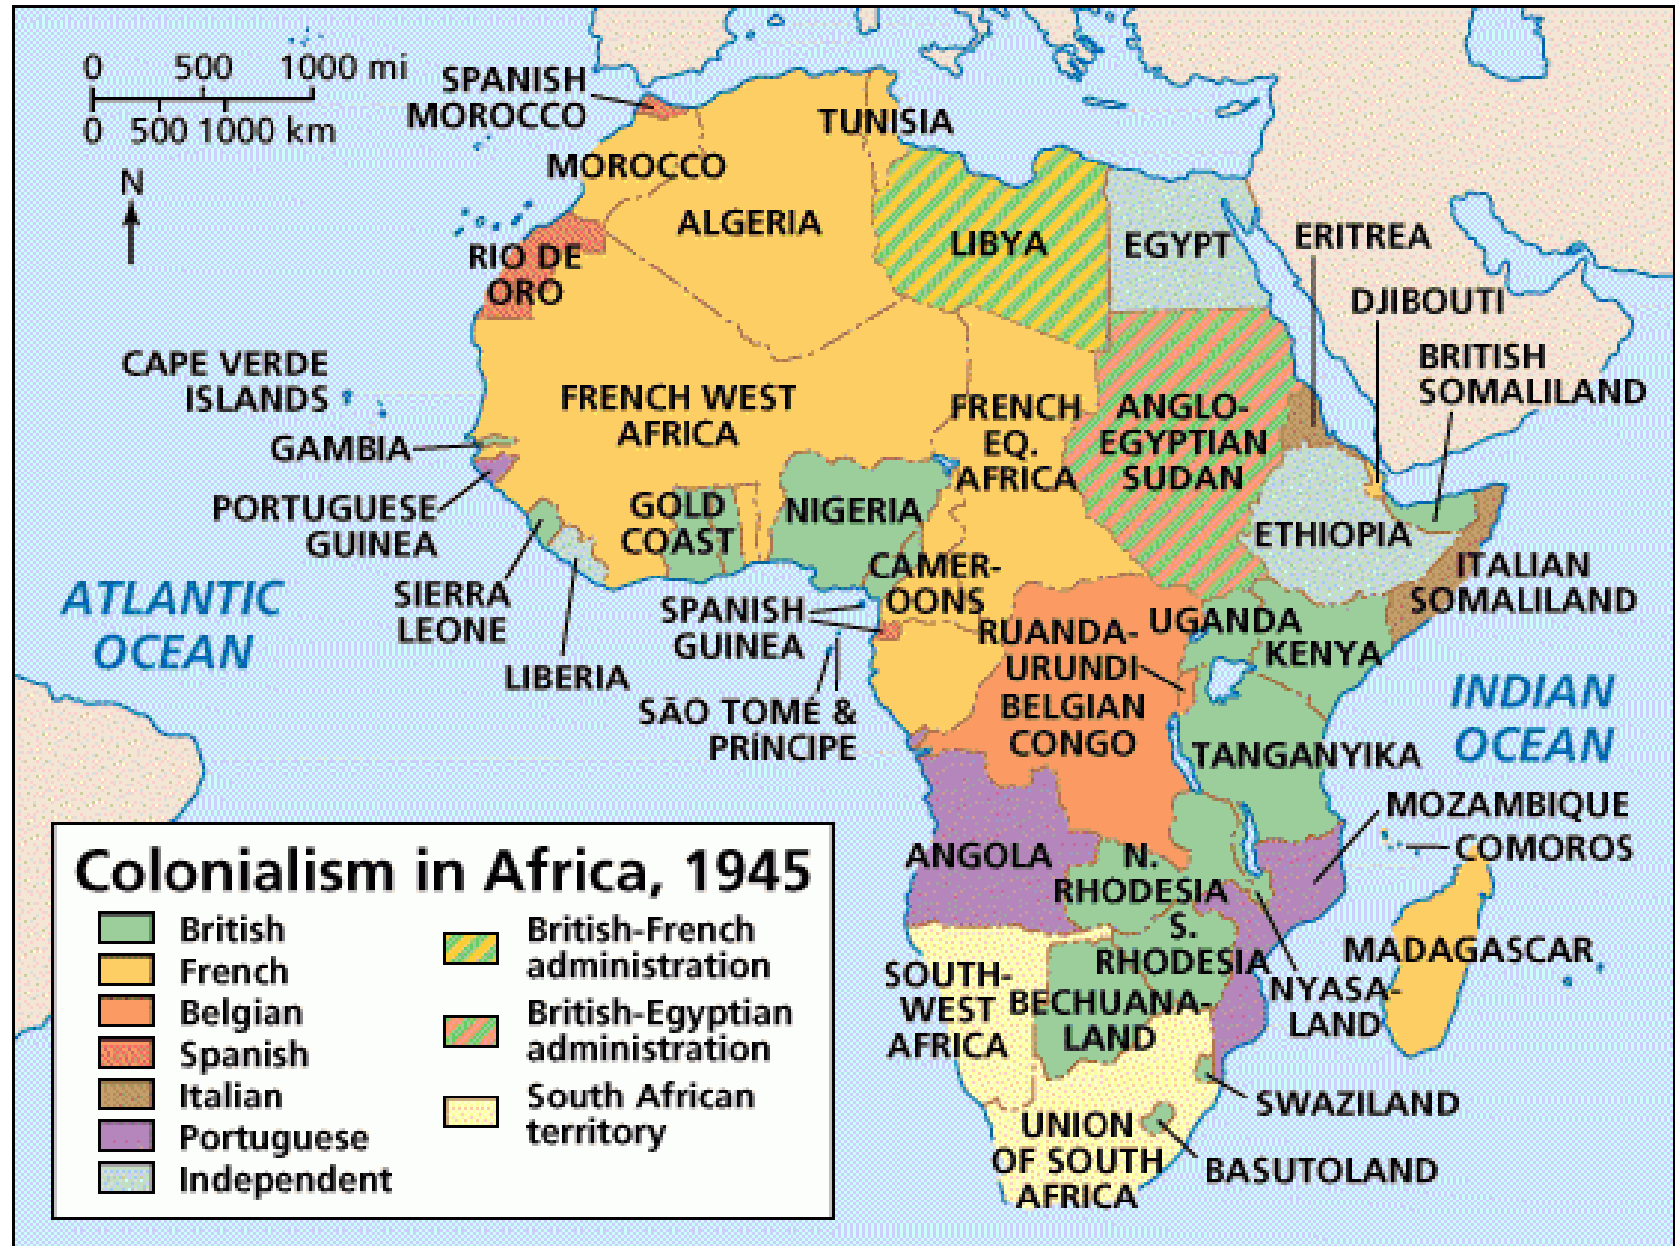 0 500 1000 mi
0 500 1000 km
N
SPANISH
MOROCCO
MOROCCO
TUNISIA
ALGERIA
LIBYA
EGYPT
ERITREA
RIO DE
ORO
DJIBOUTI
BRITISH
SOMALILAND
CAPE VERDE
ISLANDS
GAMBIA
FRENCH WEST
AFRICA
FRENCH
EQ.
AFRICA
ANGLO-
EGYPTIAN
SUDAN
PORTUGUESE
GUINEA
GOLD
COAST
NIGERIA
ETHIOPIA
ITALIAN
SOMALILAND
ATLANTIC
OCEAN
SIERRA
LEONE
LIBERIA
SPANISH
GUINEA
CAMER-
OONS
SÃO TOMÉ &
PRÍNCIPE
RUANDA-
URUNDI
UGANDA
KENYA
BELGIAN
CONGO
INDIAN
OCEAN
TANGANYIKA
MOZAMBIQUE
COMOROS
ANGOLA
N.
RHODESIA
S.
RHODESIA
MADAGASCAR
SOUTH-
WEST
AFRICA
BECHUANA-
LAND
NYASA-
LAND
SWAZILAND
UNION
OF SOUTH
AFRICA
BASUTOLAND
Colonialism in Africa, 1945
British
French
Belgian
Spanish
Italian
Portuguese
Independent
British-French
administration
British-Egyptian
administration
South African
territory